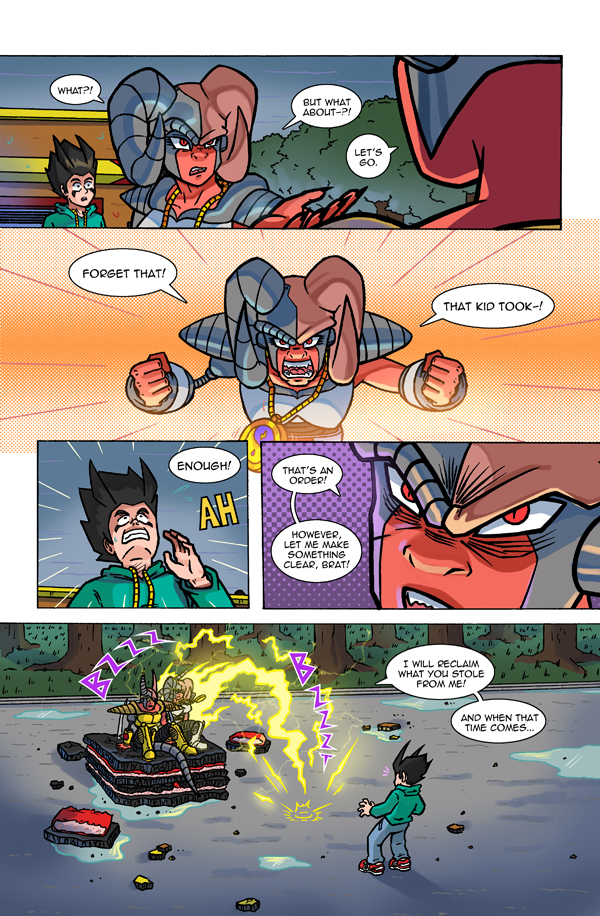 WHAT?!
BUT WHAT
ABOUT-?!
LET'S
GO.
FORGET THAT!
THAT KID TOOK-!
ENOUGH!
AH
THAT'S AN
ORDER!
HOWEVER,
LET ME MAKE
SOMETHING
CLEAR, BRAT!
BZZZ
BZZZT
I WILL RECLAIM
WHAT YOU STOLE
FROM ME!
AND WHEN THAT
TIME COMES...